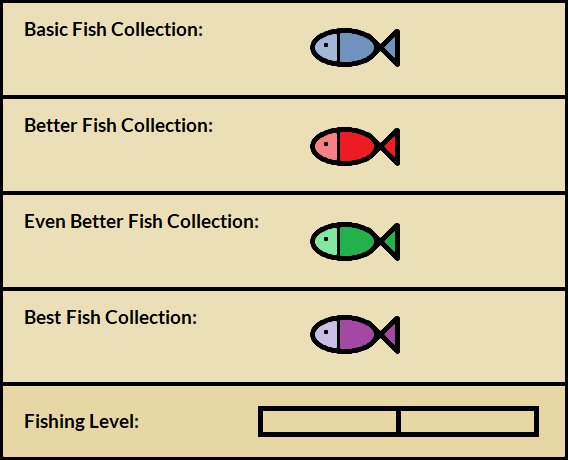 Basic Fish Collection:
Better Fish Collection:
Even Better Fish Collection:
Best Fish Collection:
Fishing Level: